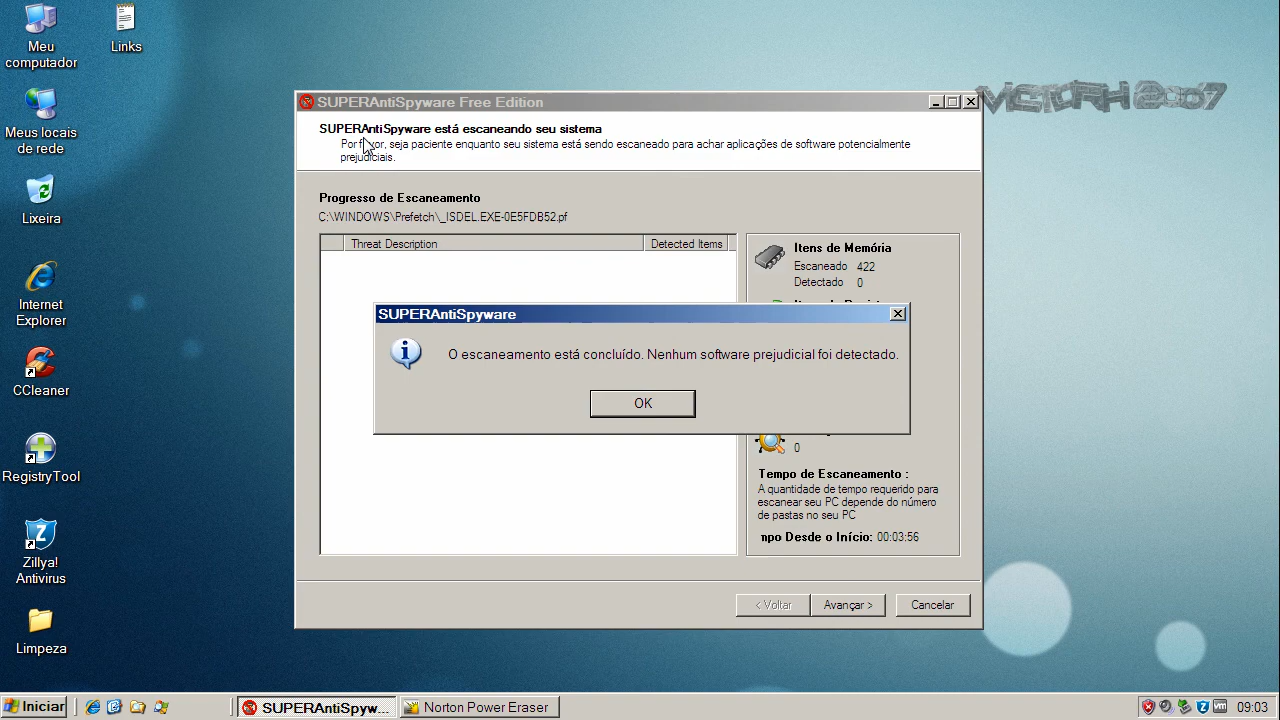 Meu
computador
Links
Meus locais
de rede
Lixeira
Internet
Explorer
CCleaner
RegistryTool
Zillya!
Antivirus
Limpeza
VICTORH 2007
SUPERAntiSpyware Free Edition
SUPERAntiSpyware está escaneando seu sistema
Por favor, seja paciente enquanto seu sistema está sendo escaneado para achar aplicações de software potencialmente
prejudiciais.
Progresso de Escaneamento
C:\WINDOWS\Prefetch\_ISDEL.EXE-0E5FDB52.pf
Threat Description
Detected Items
Itens de Memória
Escaneado 422
Detectado 0
SUPERAntiSpyware
O escaneamento está concluído. Nenhum software prejudicial foi detectado.
OK
0
Tempo de Escaneamento :
A quantidade de tempo requerido para
escanear seu PC depende do número
de pastas no seu PC
npo Desde o Início: 00:03:56
< Voltar
Avançar >
Cancelar
Iniciar
SUPERAntiSpyw...
Norton Power Eraser
09:03